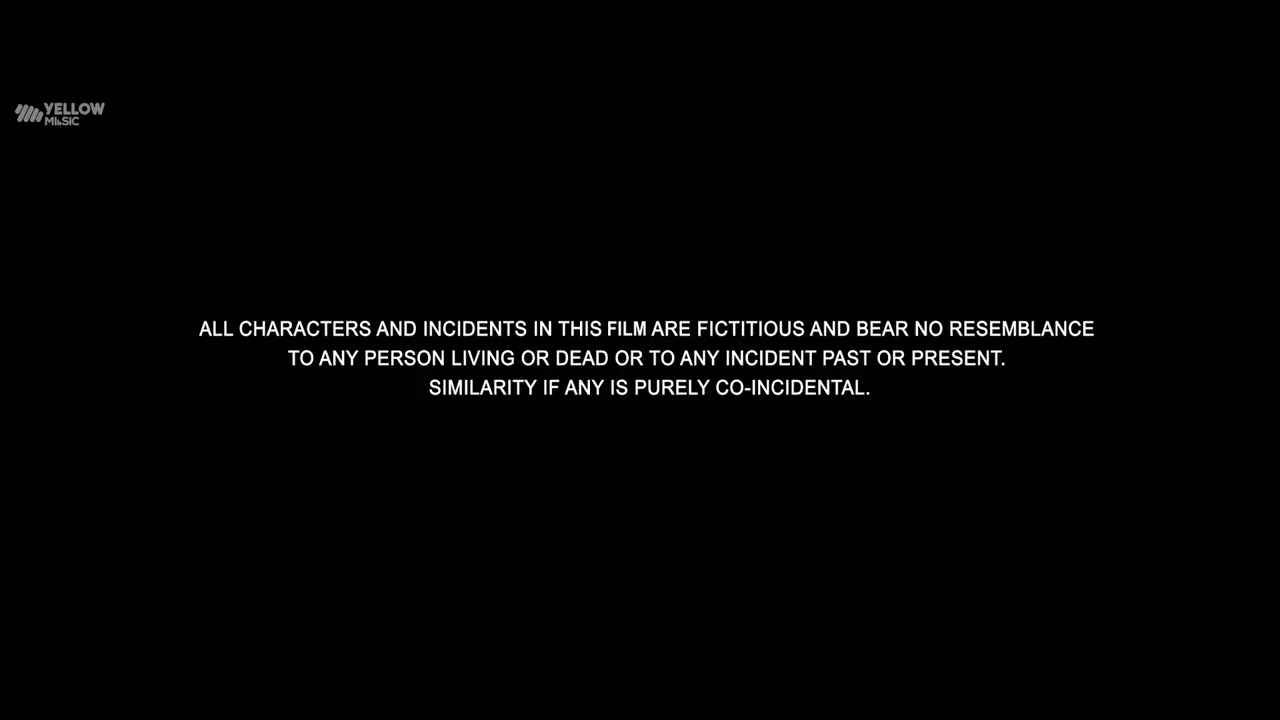 YELLOW
MUSIC
ALL CHARACTERS AND INCIDENTS IN THIS FILM ARE FICTITIOUS AND BEAR NO RESEMBLANCE
TO ANY PERSON LIVING OR DEAD OR TO ANY INCIDENT PAST OR PRESENT.
SIMILARITY IF ANY IS PURELY CO-INCIDENTAL.